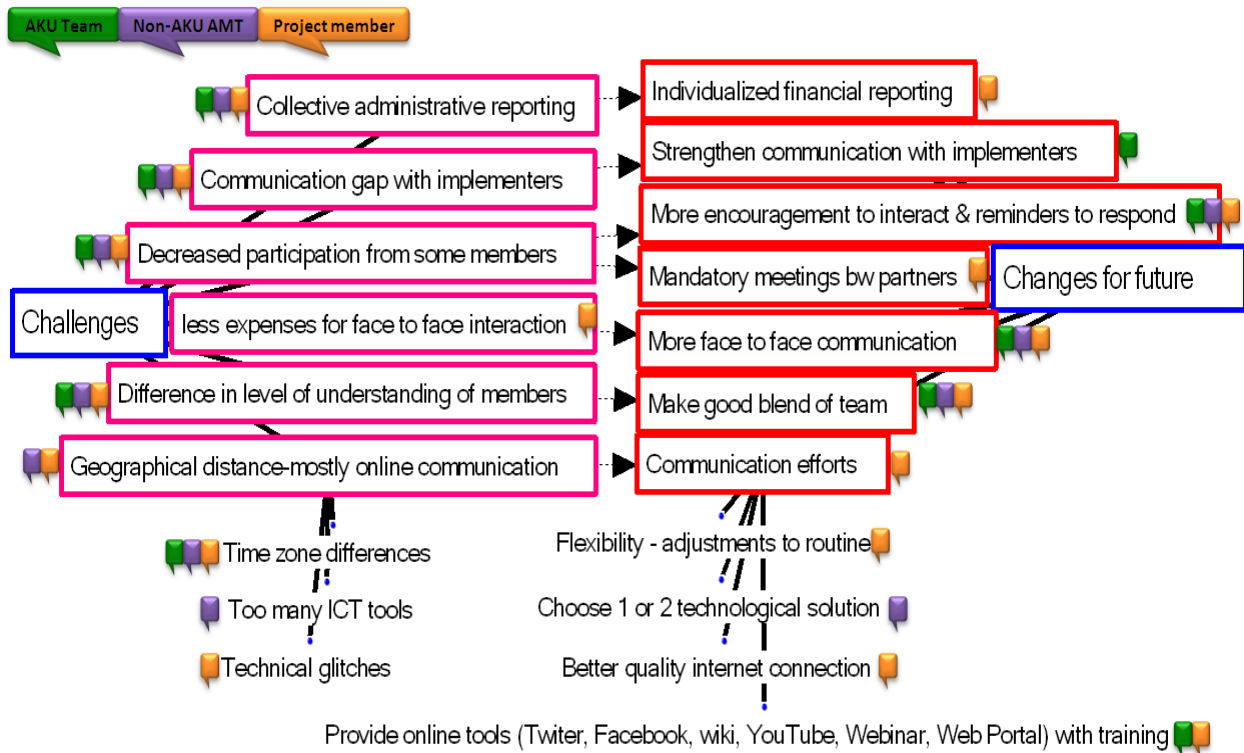 AKU Team
Non-AKU AMT
Project member
Collective administrative reporting
Individualized financial reporting
Communication gap with implementers
Strengthen communication with implementers
More encouragement to interact & reminders to respond
Decreased participation from some members
Mandatory meetings bw partners
Changes for future
Challenges
less expenses for face to face interaction
More face to face communication
Difference in level of understanding of members
Make good blend of team
Geographical distance-mostly online communication
Communication efforts
Time zone differences
Flexibility - adjustments to routine
Too many ICT tools
Choose 1 or 2 technological solution
Technical glitches
Better quality internet connection
Provide online tools (Twiter, Facebook, wiki, YouTube, Webinar, Web Portal) with training